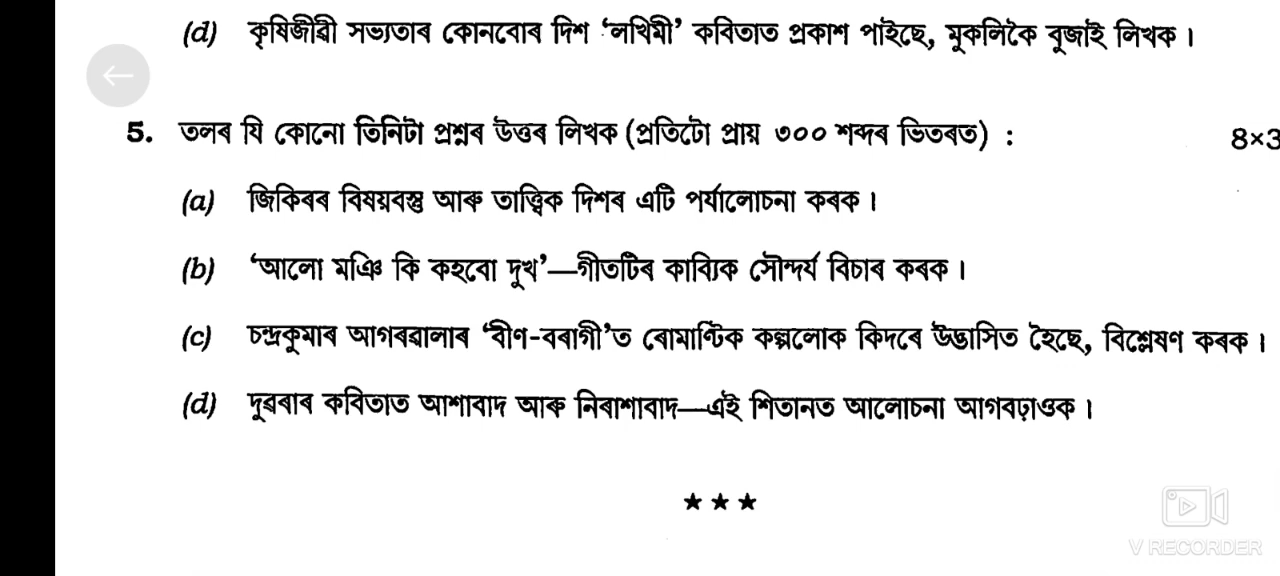 (d) কৃষিজীৱী সভ্যতাৰ কোনবোৰ দিশ ‘লখিমী’ কবিতাত প্ৰকাশ পাইছে, মুকলিকৈ বুজাই লিখক ।
5. তলৰ যি কোনো তিনিটা প্ৰশ্নৰ উত্তৰ লিখক (প্ৰতিটো প্ৰায় ৩০০ শব্দৰ ভিতৰত) : 8×3
(a) জিকিৰৰ বিষয়বস্তু আৰু তাত্ত্বিক দিশৰ এটি পৰ্যালোচনা কৰক ।
(b) ‘আলো মঞি কি কহবো দুখ’—গীতটিৰ কাব্যিক সৌন্দৰ্য বিচাৰ কৰক ।
(c) চন্দ্ৰকুমাৰ আগৰৱালাৰ ‘বীণ-বৰাগী’ত ৰোমাণ্টিক কল্পলোক কিদৰে উদ্ভাসিত হৈছে, বিশ্লেষণ কৰক ।
(d) দুৱৰাৰ কবিতাত আশাবাদ আৰু নিৰাশাবাদ—এই শিতানত আলোচনা আগবঢ়াওক ।
★ ★ ★
V RECORDER